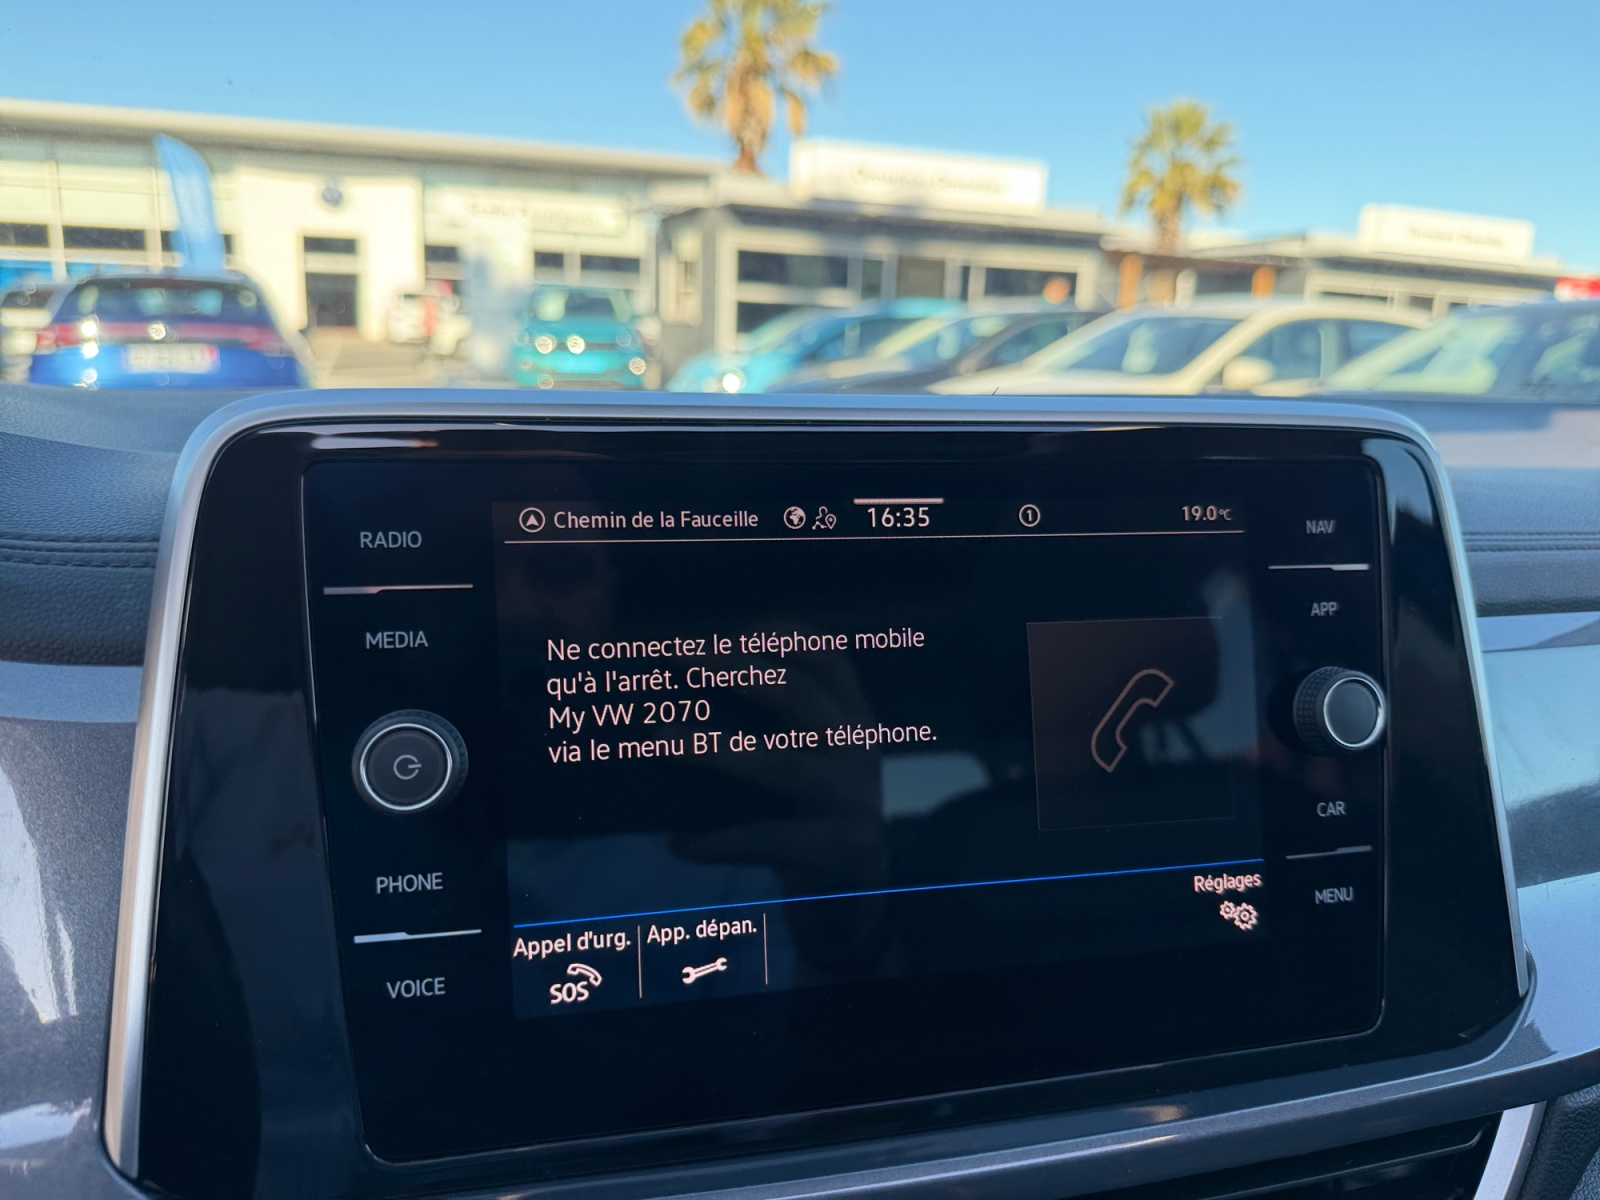 RADIO
MEDIA
PHONE
VOICE
Chemin de la Fauceille
16:35
1
19.0°C
Ne connectez le téléphone mobile
qu'à l'arrêt. Cherchez
My VW 2070
via le menu BT de votre téléphone.
Appel d'urg.
SOS
App. dépan.
Réglages
NAV
APP
CAR
MENU